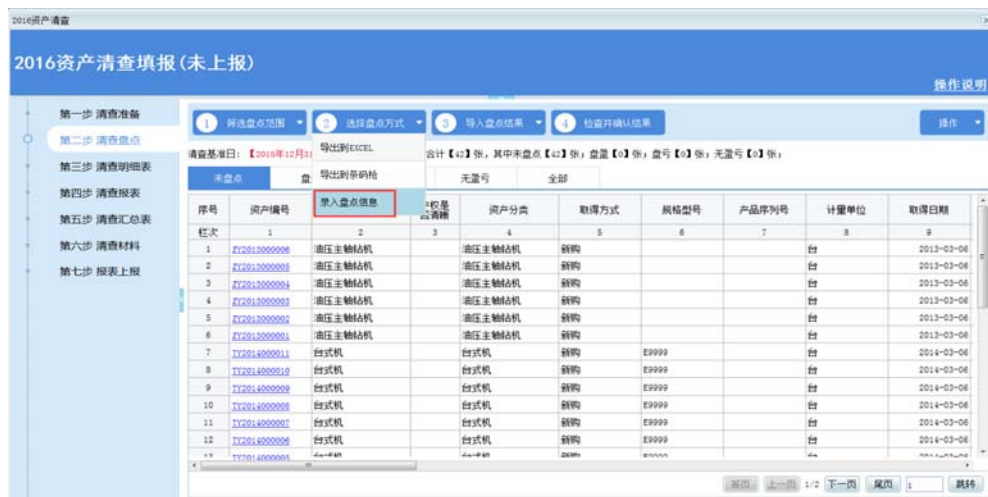 2016资产清查
2016资产清查填报(未上报)
操作说明
第一步 清查准备
第二步 清查盘点
第三步 清查明细表
第四步 清查报表
第五步 清查汇总表
第六步 清查材料
第七步 报表上报
1 筛选盘点范围 2 选择盘点方式 3 导入盘点结果 4 检查并确认结果 操作
导出到EXCEL
导出到条码枪
录入盘点信息
清查基准日: 【2015年12月31 合计【42】张, 其中未盘点【42】张; 盘盈【0】张; 盘亏【0】张; 无盈亏【0】张;
未盘点 盘 无盈亏 全部
序号 资产编号 资产分类 取得方式 规格型号 产品序列号 计量单位 取得日期
栏次 1 2 3 4 5 6 7 8 9
1 ZY2013000006 油压主轴钻机 油压主轴钻机 新购 台 2013-03-06
2 ZY2013000005 油压主轴钻机 油压主轴钻机 新购 台 2013-03-06
3 ZY2013000004 油压主轴钻机 油压主轴钻机 新购 台 2013-03-06
4 ZY2013000003 油压主轴钻机 油压主轴钻机 新购 台 2013-03-06
5 ZY2013000002 油压主轴钻机 油压主轴钻机 新购 台 2013-03-06
6 ZY2013000001 油压主轴钻机 油压主轴钻机 新购 台 2013-03-06
7 TY2014000011 台式机 台式机 新购 E9999 台 2014-03-06
8 TY2014000010 台式机 台式机 新购 E9999 台 2014-03-06
9 TY2014000009 台式机 台式机 新购 E9999 台 2014-03-06
10 TY2014000008 台式机 台式机 新购 E9999 台 2014-03-06
11 TY2014000007 台式机 台式机 新购 E9999 台 2014-03-06
12 TY2014000006 台式机 台式机 新购 E9999 台 2014-03-06
首页 上一页 1/2 下一页 尾页 1 跳转